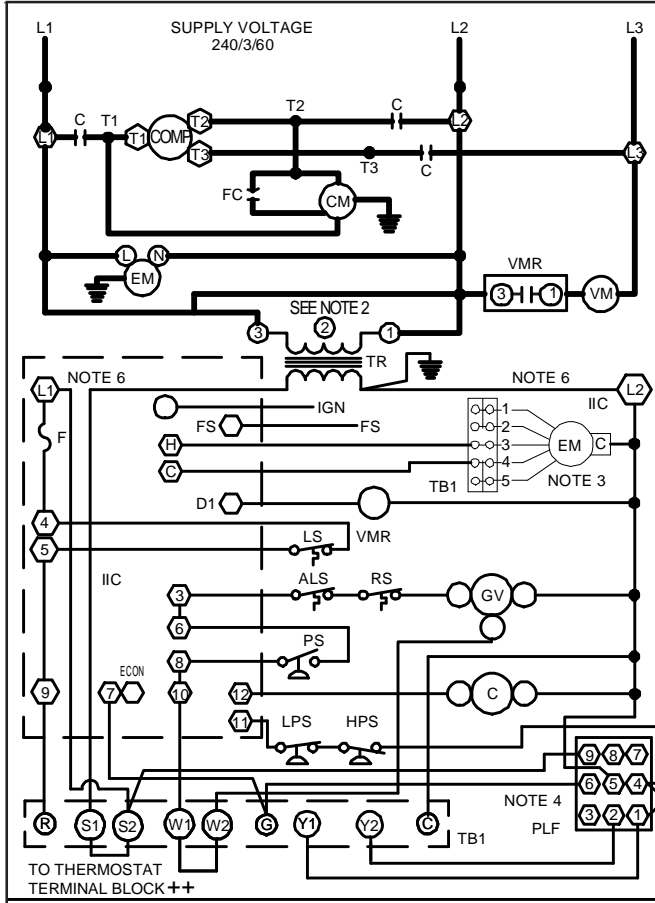 L1 SUPPLY VOLTAGE L2 L3
240/3/60
C T1 T2 C
L1 T1 COMP T2 L2
T3 T3 C L3
FC CM
L N VMR
EM 3 1 VM
SEE NOTE 2
3 2 1
TR
NOTE 6 NOTE 6
L1 IGN 1 IIC L2
F FS FS 2
H 3 EM C
C 4
TB1 5 NOTE 3
D1
4
5 LS VMR
IIC ALS RS
3 GV
6
PS
8
ECON
9 7 10 12 C
11 LPS HPS
9 8 7
NOTE 4 6 5 4
PLF 3 2 1
R S1 S2 W1 W2 G Y1 Y2 C
TB1
TO THERMOSTAT
TERMINAL BLOCK ++